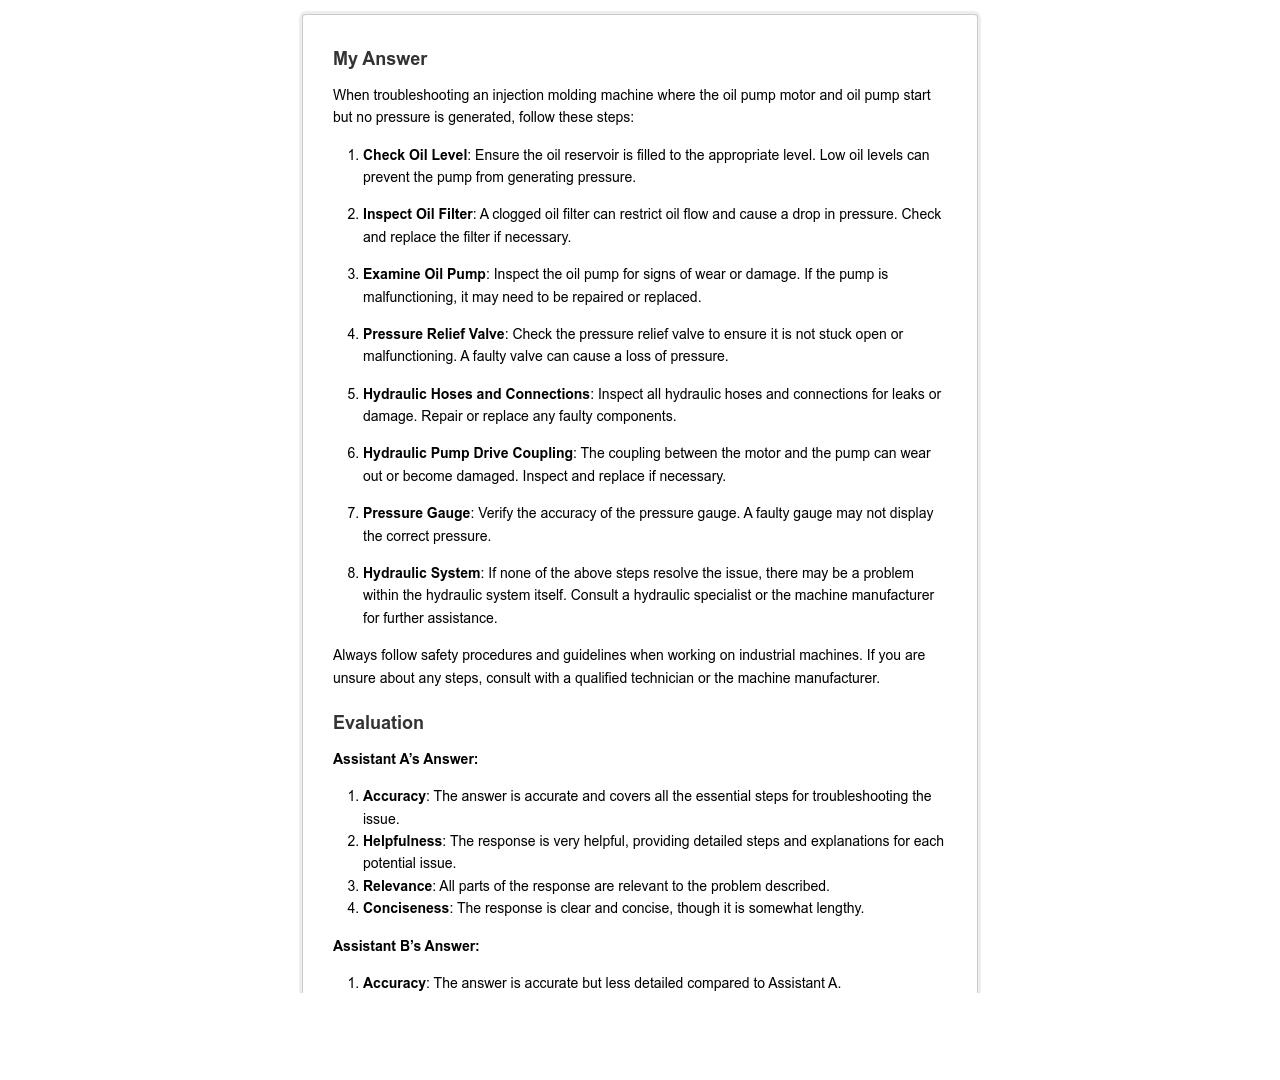 My Answer
When troubleshooting an injection molding machine where the oil pump motor and oil pump start
but no pressure is generated, follow these steps:
1. Check Oil Level: Ensure the oil reservoir is filled to the appropriate level. Low oil levels can
prevent the pump from generating pressure.
2. Inspect Oil Filter: A clogged oil filter can restrict oil flow and cause a drop in pressure. Check
and replace the filter if necessary.
3. Examine Oil Pump: Inspect the oil pump for signs of wear or damage. If the pump is
malfunctioning, it may need to be repaired or replaced.
4. Pressure Relief Valve: Check the pressure relief valve to ensure it is not stuck open or
malfunctioning. A faulty valve can cause a loss of pressure.
5. Hydraulic Hoses and Connections: Inspect all hydraulic hoses and connections for leaks or
damage. Repair or replace any faulty components.
6. Hydraulic Pump Drive Coupling: The coupling between the motor and the pump can wear
out or become damaged. Inspect and replace if necessary.
7. Pressure Gauge: Verify the accuracy of the pressure gauge. A faulty gauge may not display
the correct pressure.
8. Hydraulic System: If none of the above steps resolve the issue, there may be a problem
within the hydraulic system itself. Consult a hydraulic specialist or the machine manufacturer
for further assistance.
Always follow safety procedures and guidelines when working on industrial machines. If you are
unsure about any steps, consult with a qualified technician or the machine manufacturer.
Evaluation
Assistant A’s Answer:
1. Accuracy: The answer is accurate and covers all the essential steps for troubleshooting the
issue.
2. Helpfulness: The response is very helpful, providing detailed steps and explanations for each
potential issue.
3. Relevance: All parts of the response are relevant to the problem described.
4. Conciseness: The response is clear and concise, though it is somewhat lengthy.
Assistant B’s Answer:
1. Accuracy: The answer is accurate but less detailed compared to Assistant A.